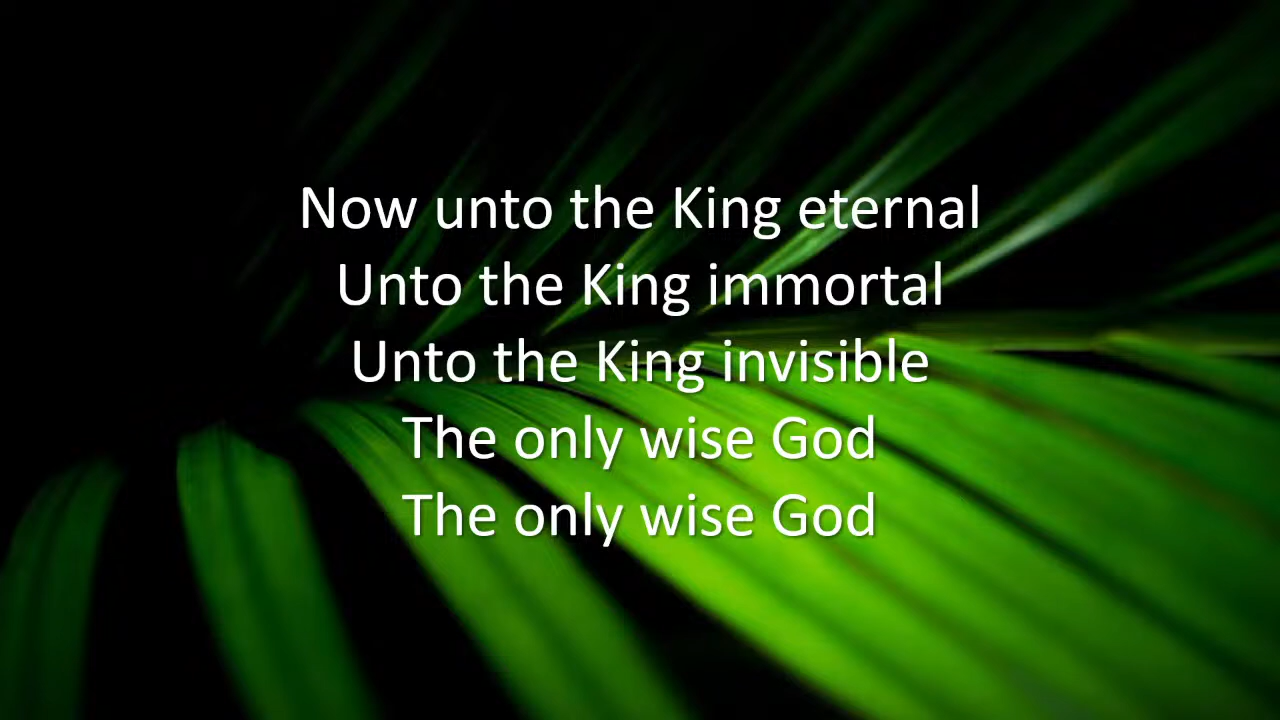 Now unto the King eternal
Unto the King immortal
Unto the King invisible
The only wise God
The only wise God